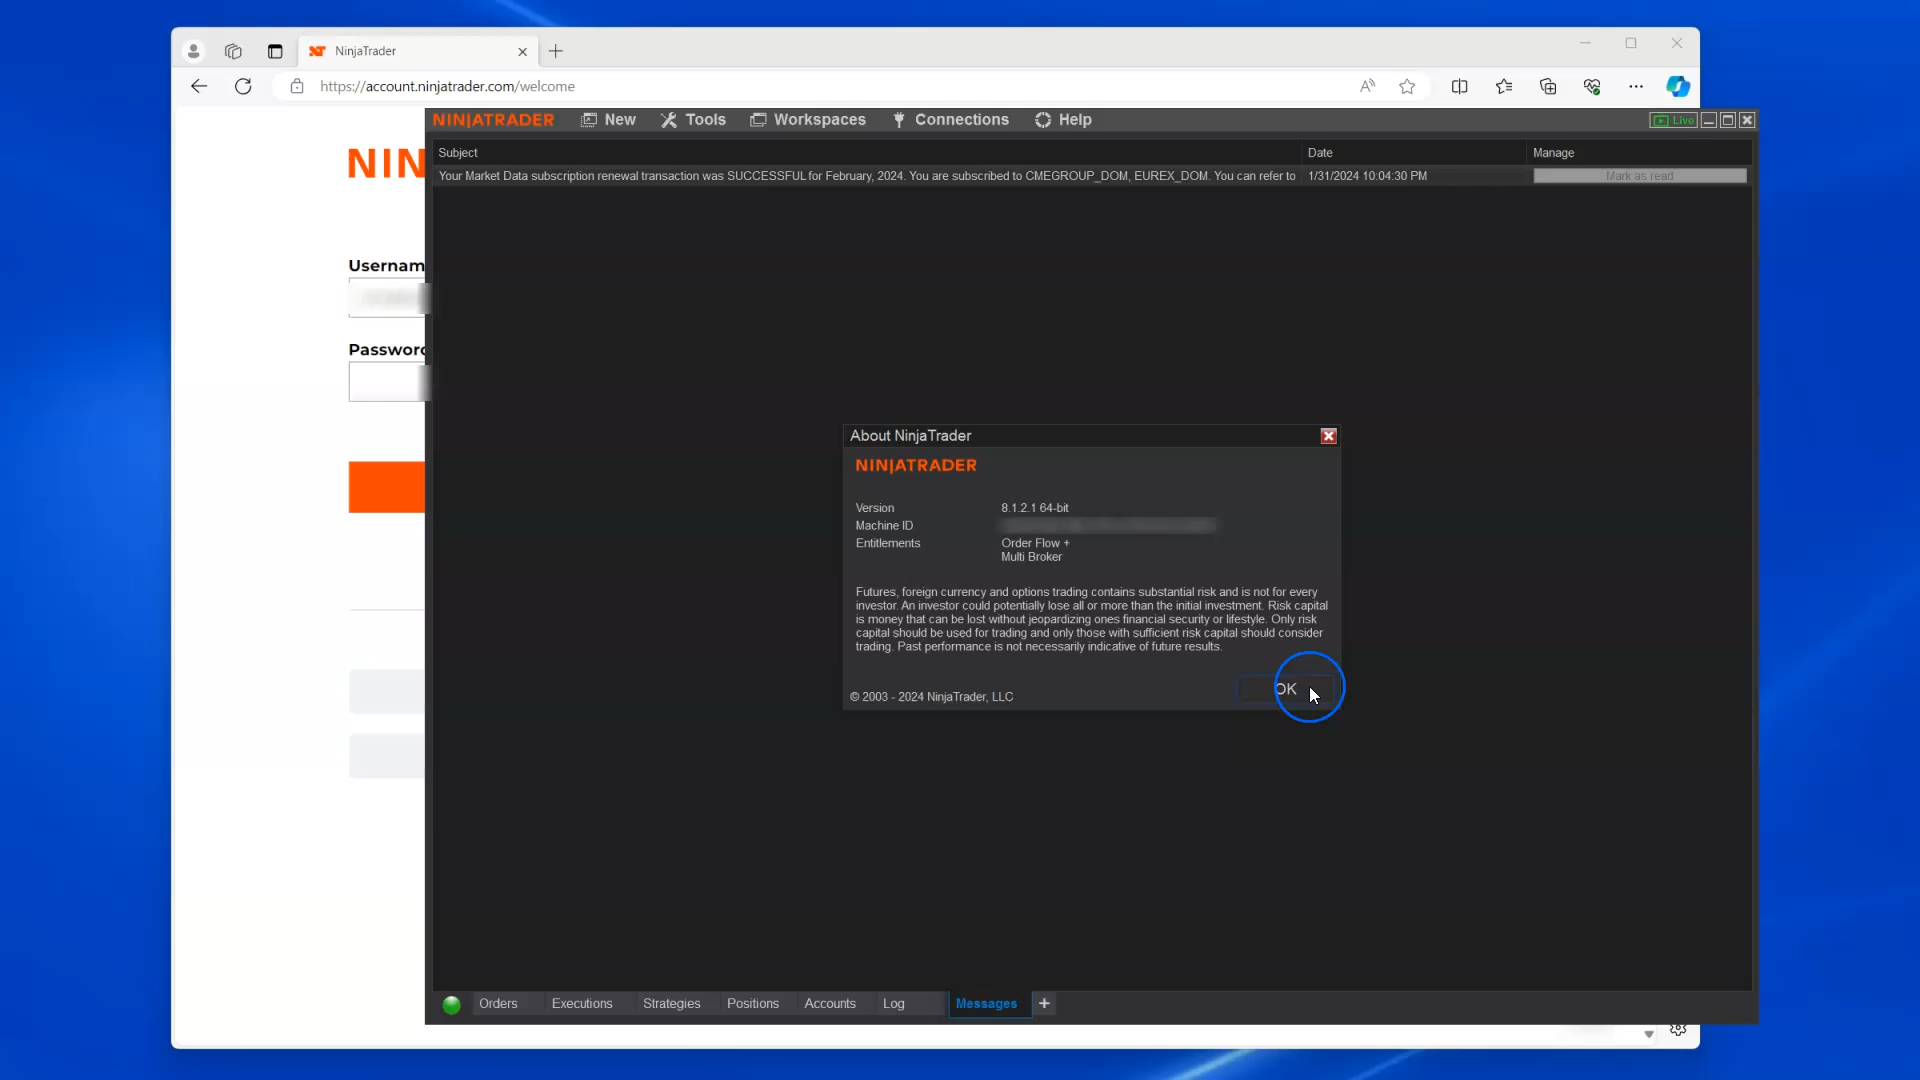 NinjaTrader
https://account.ninjatrader.com/welcome
NIN
Usernam
Password
NINJATRADER
New
Tools
Workspaces
Connections
Help
Live
Subject
Date
Manage
Your Market Data subscription renewal transaction was SUCCESSFUL for February, 2024. You are subscribed to CMEGROUP_DOM, EUREX_DOM. You can refer to
1/31/2024 10:04:30 PM
Mark as read
About NinjaTrader
NINJATRADER
Version 8.1.2.1 64-bit
Machine ID
Entitlements Order Flow +
Multi Broker
Futures, foreign currency and options trading contains substantial risk and is not for every
investor. An investor could potentially lose all or more than the initial investment. Risk capital
is money that can be lost without jeopardizing ones financial security or lifestyle. Only risk
capital should be used for trading and only those with sufficient risk capital should consider
trading. Past performance is not necessarily indicative of future results.
OK
© 2003 - 2024 NinjaTrader, LLC
Orders
Executions
Strategies
Positions
Accounts
Log
Messages
+